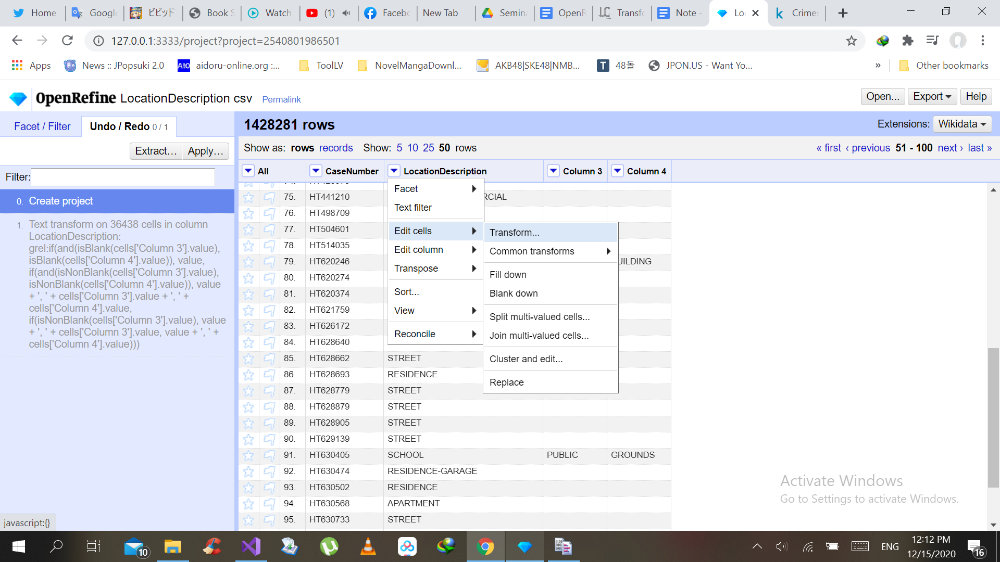 Home
Google
ビビッド
Book S
Watch
(1)
Facebo
New Tab
Semina
OpenR
Transfo
Note -
Lo
Crimes
127.0.0.1:3333/project?project=2540801986501
Apps
News :: JPopsuki 2.0
A!O aidoru-online.org :...
ToolLV
NovelMangaDownl...
AKB48|SKE48|NMB...
T 48돌
JPON.US - Want Yo...
»
Other bookmarks
OpenRefine LocationDescription csv Permalink
Open... Export Help
Facet / Filter Undo / Redo 0 / 1
1428281 rows
Extensions: Wikidata
Extract... Apply...
Show as: rows records Show: 5 10 25 50 rows
« first ‹ previous 51 - 100 next › last »
Filter:
All CaseNumber LocationDescription Column 3 Column 4
0. Create project
1. Text transform on 36438 cells in column
LocationDescription:
grel:if(and(isBlank(cells['Column 3'].value),
isBlank(cells['Column 4'].value)), value,
if(and(isNonBlank(cells['Column 3'].value),
isNonBlank(cells['Column 4'].value)), value
+ ', ' + cells['Column 3'].value + ', ' +
cells['Column 4'].value,
if(isNonBlank(cells['Column 3'].value), value
+ ', ' + cells['Column 3'].value, value + ', ' +
cells['Column 4'].value)))
75. HT441210 RCIAL
76. HT498709
77. HT504601
78. HT514035
79. HT620246 UILDING
80. HT620274
81. HT620374
82. HT621759
83. HT626172
84. HT628640
85. HT628662 STREET
86. HT628693 RESIDENCE
87. HT628779 STREET
88. HT628879 STREET
89. HT628905 STREET
90. HT629139 STREET
91. HT630405 SCHOOL PUBLIC GROUNDS
92. HT630474 RESIDENCE-GARAGE
93. HT630502 RESIDENCE
94. HT630568 APARTMENT
95. HT630733 STREET
Facet
Text filter
Edit cells
Edit column
Transpose
Sort...
View
Reconcile
Transform...
Common transforms
Fill down
Blank down
Split multi-valued cells...
Join multi-valued cells...
Cluster and edit...
Replace
Activate Windows
Go to Settings to activate Windows.
javascript:{}
10
ENG
12:12 PM
12/15/2020
16